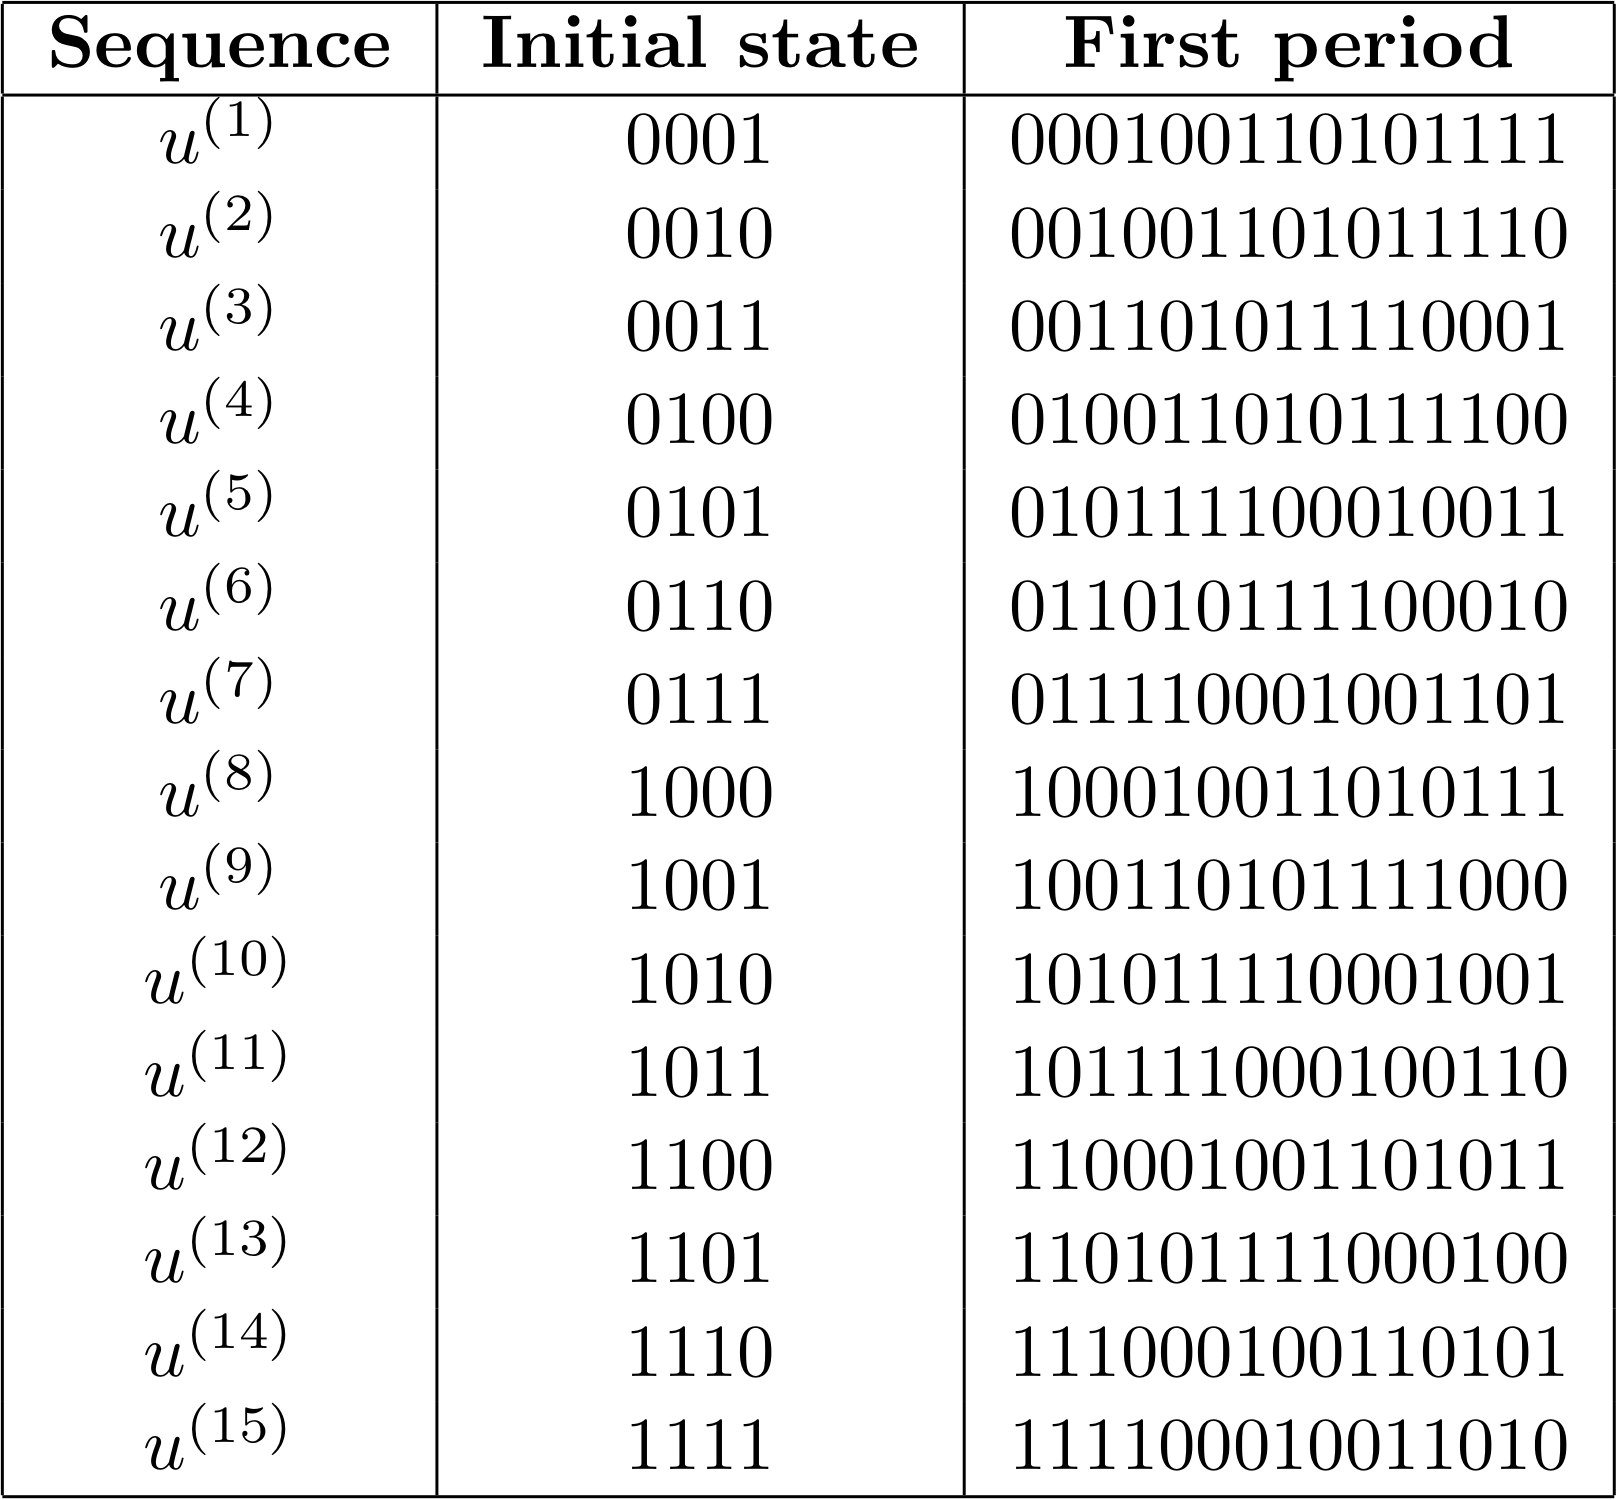 Sequence Initial state First period
u(1) 0001 000100110101111
u(2) 0010 001001101011110
u(3) 0011 001101011110001
u(4) 0100 010011010111100
u(5) 0101 010111100010011
u(6) 0110 011010111100010
u(7) 0111 011110001001101
u(8) 1000 100010011010111
u(9) 1001 100110101111000
u(10) 1010 101011110001001
u(11) 1011 101111000100110
u(12) 1100 110001001101011
u(13) 1101 110101111000100
u(14) 1110 111000100110101
u(15) 1111 111100010011010